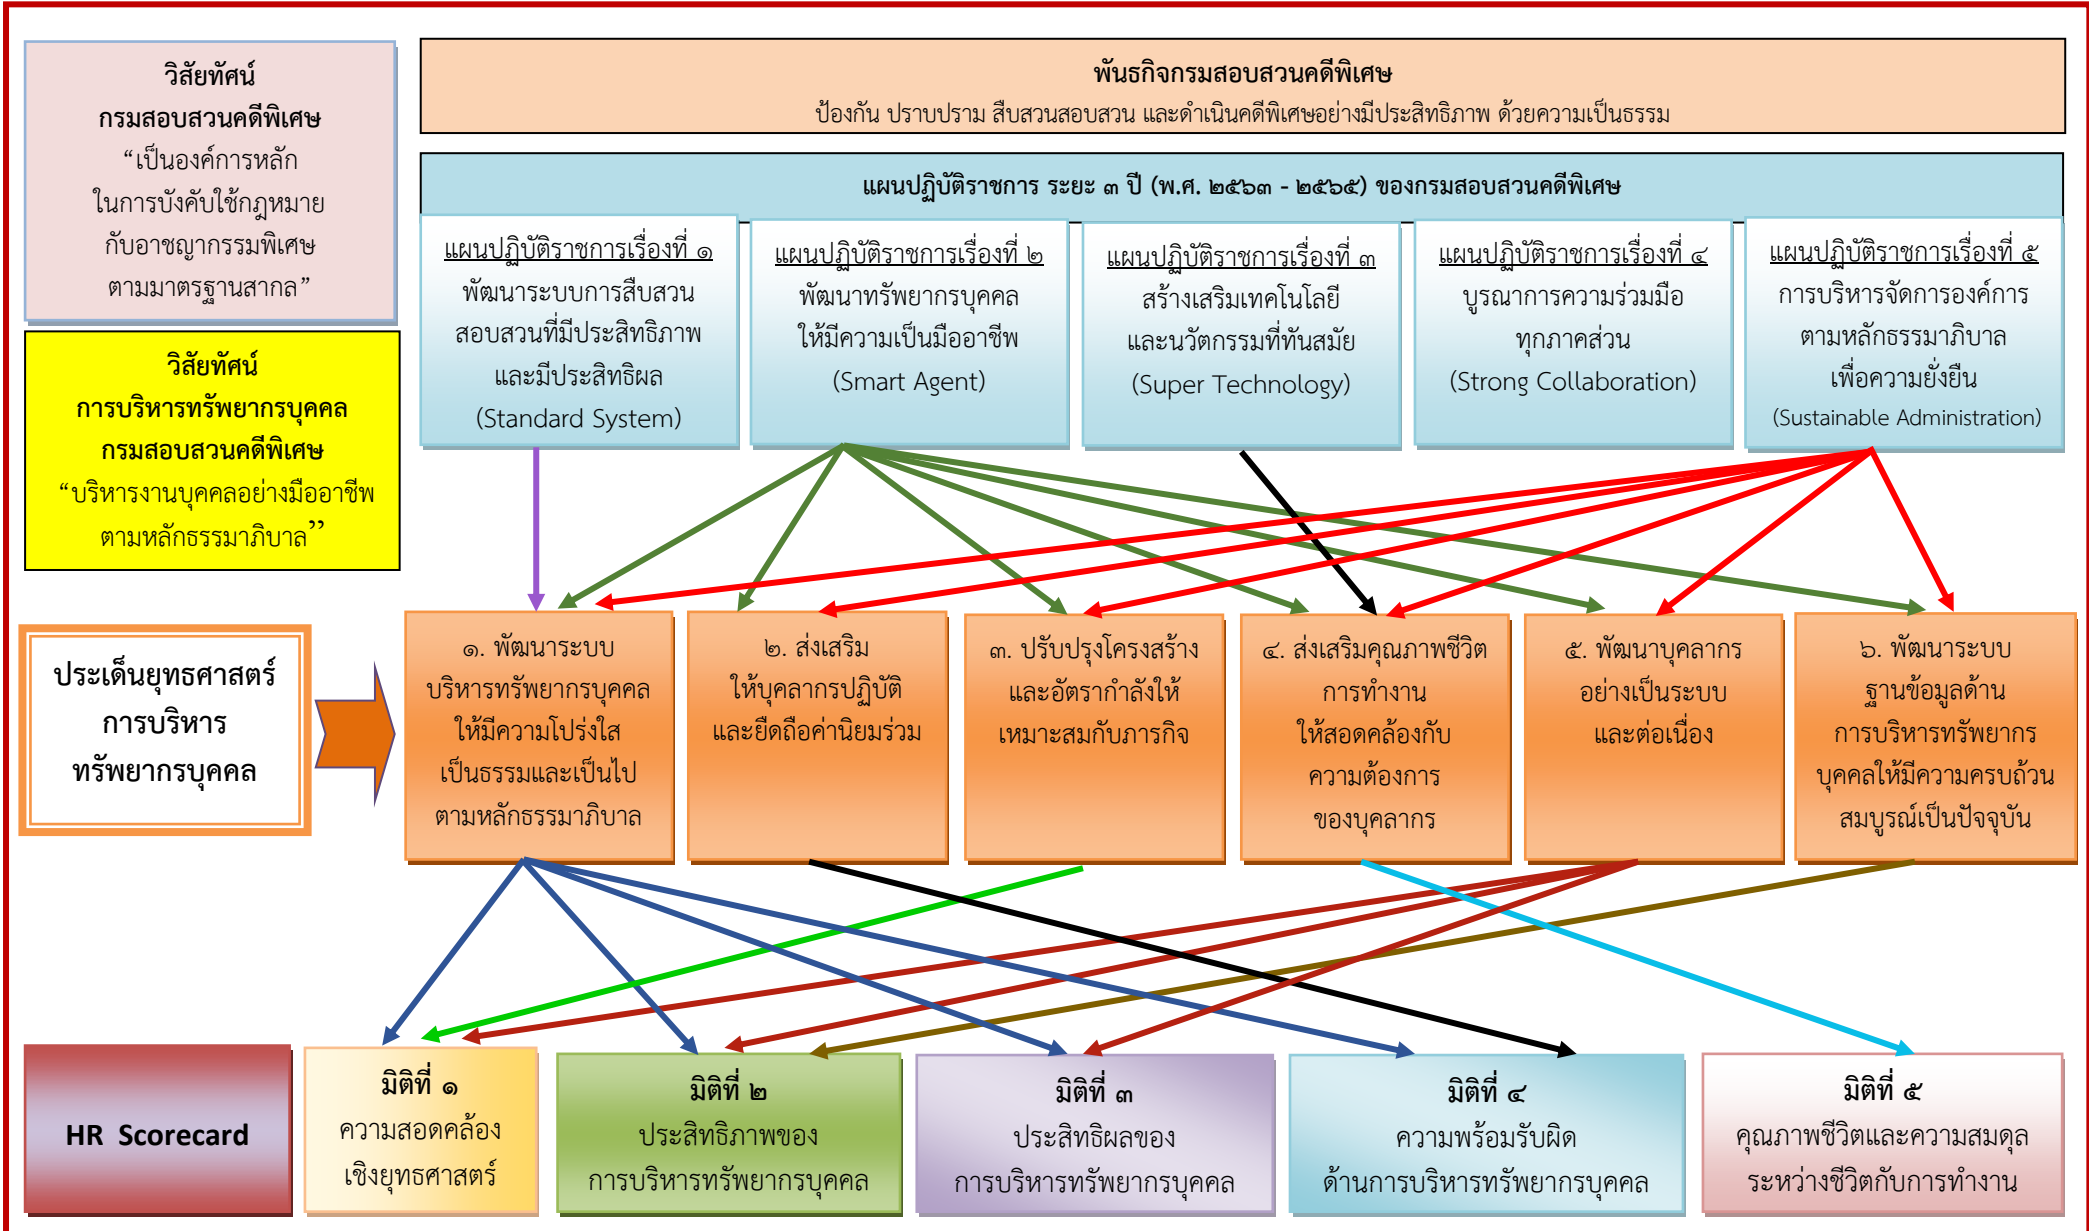 วิสัยทัศน์
กรมสอบสวนคดีพิเศษ
“เป็นองค์การหลัก
ในการบังคับใช้กฎหมาย
กับอาชญากรรมพิเศษ
ตามมาตรฐานสากล”
วิสัยทัศน์
การบริหารทรัพยากรบุคคล
กรมสอบสวนคดีพิเศษ
“บริหารงานบุคคลอย่างมืออาชีพ
ตามหลักธรรมาภิบาล”
พันธกิจกรมสอบสวนคดีพิเศษ
ป้องกัน ปราบปราม สืบสวนสอบสวน และดำเนินคดีพิเศษอย่างมีประสิทธิภาพ ด้วยความเป็นธรรม
แผนปฏิบัติราชการ ระยะ ๓ ปี (พ.ศ. ๒๕๖๓ - ๒๕๖๕) ของกรมสอบสวนคดีพิเศษ
แผนปฏิบัติราชการเรื่องที่ ๑
พัฒนาระบบการสืบสวน
สอบสวนที่มีประสิทธิภาพ
และมีประสิทธิผล
(Standard System)
แผนปฏิบัติราชการเรื่องที่ ๒
พัฒนาทรัพยากรบุคคล
ให้มีความเป็นมืออาชีพ
(Smart Agent)
แผนปฏิบัติราชการเรื่องที่ ๓
สร้างเสริมเทคโนโลยี
และนวัตกรรมที่ทันสมัย
(Super Technology)
แผนปฏิบัติราชการเรื่องที่ ๔
บูรณาการความร่วมมือ
ทุกภาคส่วน
(Strong Collaboration)
แผนปฏิบัติราชการเรื่องที่ ๕
การบริหารจัดการองค์การ
ตามหลักธรรมาภิบาล
เพื่อความยั่งยืน
(Sustainable Administration)
ประเด็นยุทธศาสตร์
การบริหาร
ทรัพยากรบุคคล
๑. พัฒนาระบบ
บริหารทรัพยากรบุคคล
ให้มีความโปร่งใส
เป็นธรรมและเป็นไป
ตามหลักธรรมาภิบาล
๒. ส่งเสริม
ให้บุคลากรปฏิบัติ
และยึดถือค่านิยมร่วม
๓. ปรับปรุงโครงสร้าง
และอัตรากำลังให้
เหมาะสมกับภารกิจ
๔. ส่งเสริมคุณภาพชีวิต
การทำงาน
ให้สอดคล้องกับ
ความต้องการ
ของบุคลากร
๕. พัฒนาบุคลากร
อย่างเป็นระบบ
และต่อเนื่อง
๖. พัฒนาระบบ
ฐานข้อมูลด้าน
การบริหารทรัพยากร
บุคคลให้มีความครบถ้วน
สมบูรณ์เป็นปัจจุบัน
HR Scorecard
มิติที่ ๑
ความสอดคล้อง
เชิงยุทธศาสตร์
มิติที่ ๒
ประสิทธิภาพของ
การบริหารทรัพยากรบุคคล
มิติที่ ๓
ประสิทธิผลของ
การบริหารทรัพยากรบุคคล
มิติที่ ๔
ความพร้อมรับผิด
ด้านการบริหารทรัพยากรบุคคล
มิติที่ ๕
คุณภาพชีวิตและความสมดุล
ระหว่างชีวิตกับการทำงาน